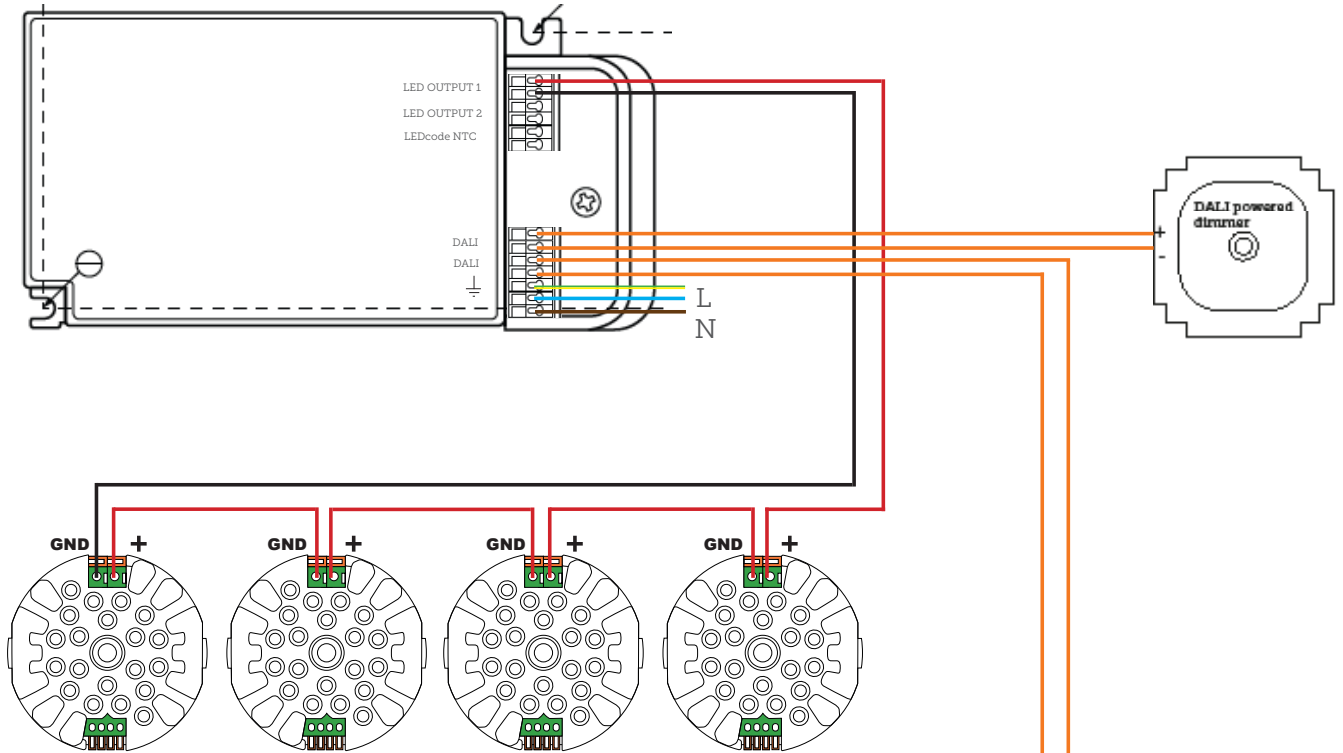 LED OUTPUT 1
LED OUTPUT 2
LEDcode NTC
DALI
DALI
L
N
DALI powered
dimmer
+
-
GND +
GND +
GND +
GND +